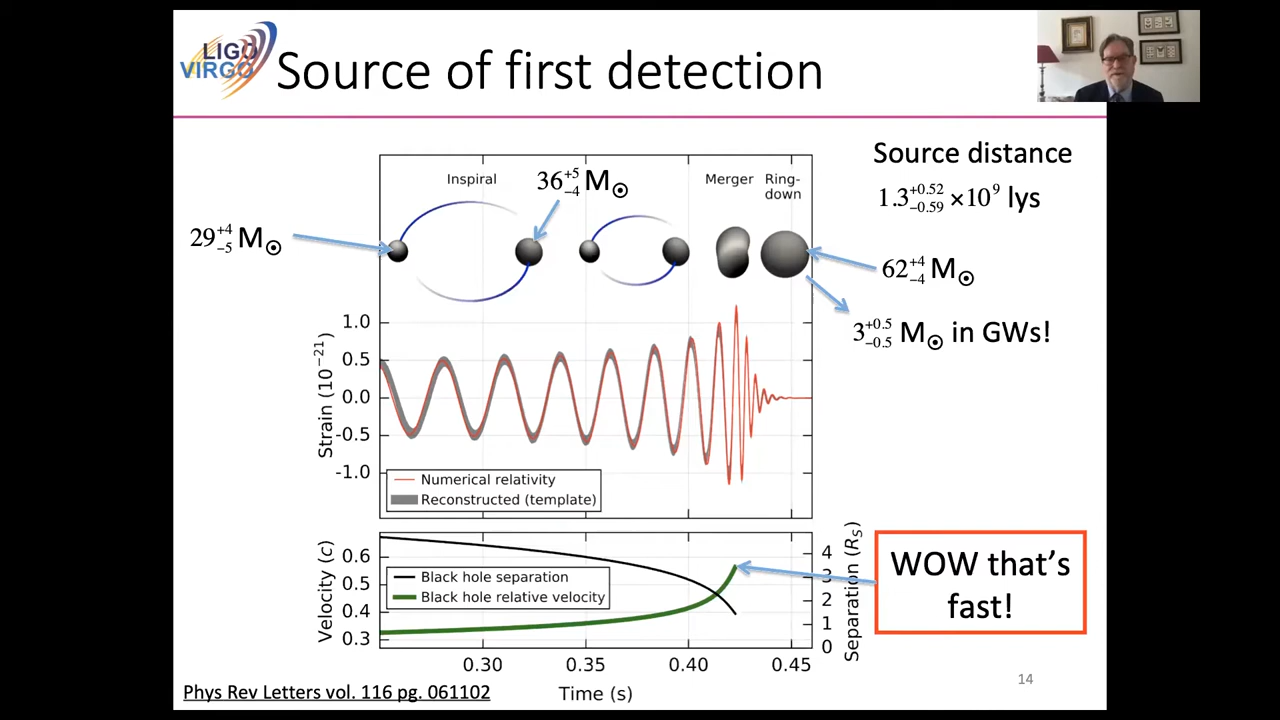 LIGO
VIRGO
Source of first detection
Source distance
1.3 +0.52 −0.59 ×10⁹ lys
Inspiral
36 +5 −4 M☉
Merger
Ring-
down
29 +4 −5 M☉
62 +4 −4 M☉
3 +0.5 −0.5 M☉ in GWs!
Strain (10⁻²¹)
1.0
0.5
0.0
-0.5
-1.0
Numerical relativity
Reconstructed (template)
Velocity (c)
0.6
0.5
0.4
0.3
Black hole separation
Black hole relative velocity
4
3
2
1
0
Separation (R_S)
WOW that's
fast!
0.30 0.35 0.40 0.45
Time (s)
Phys Rev Letters vol. 116 pg. 061102
14